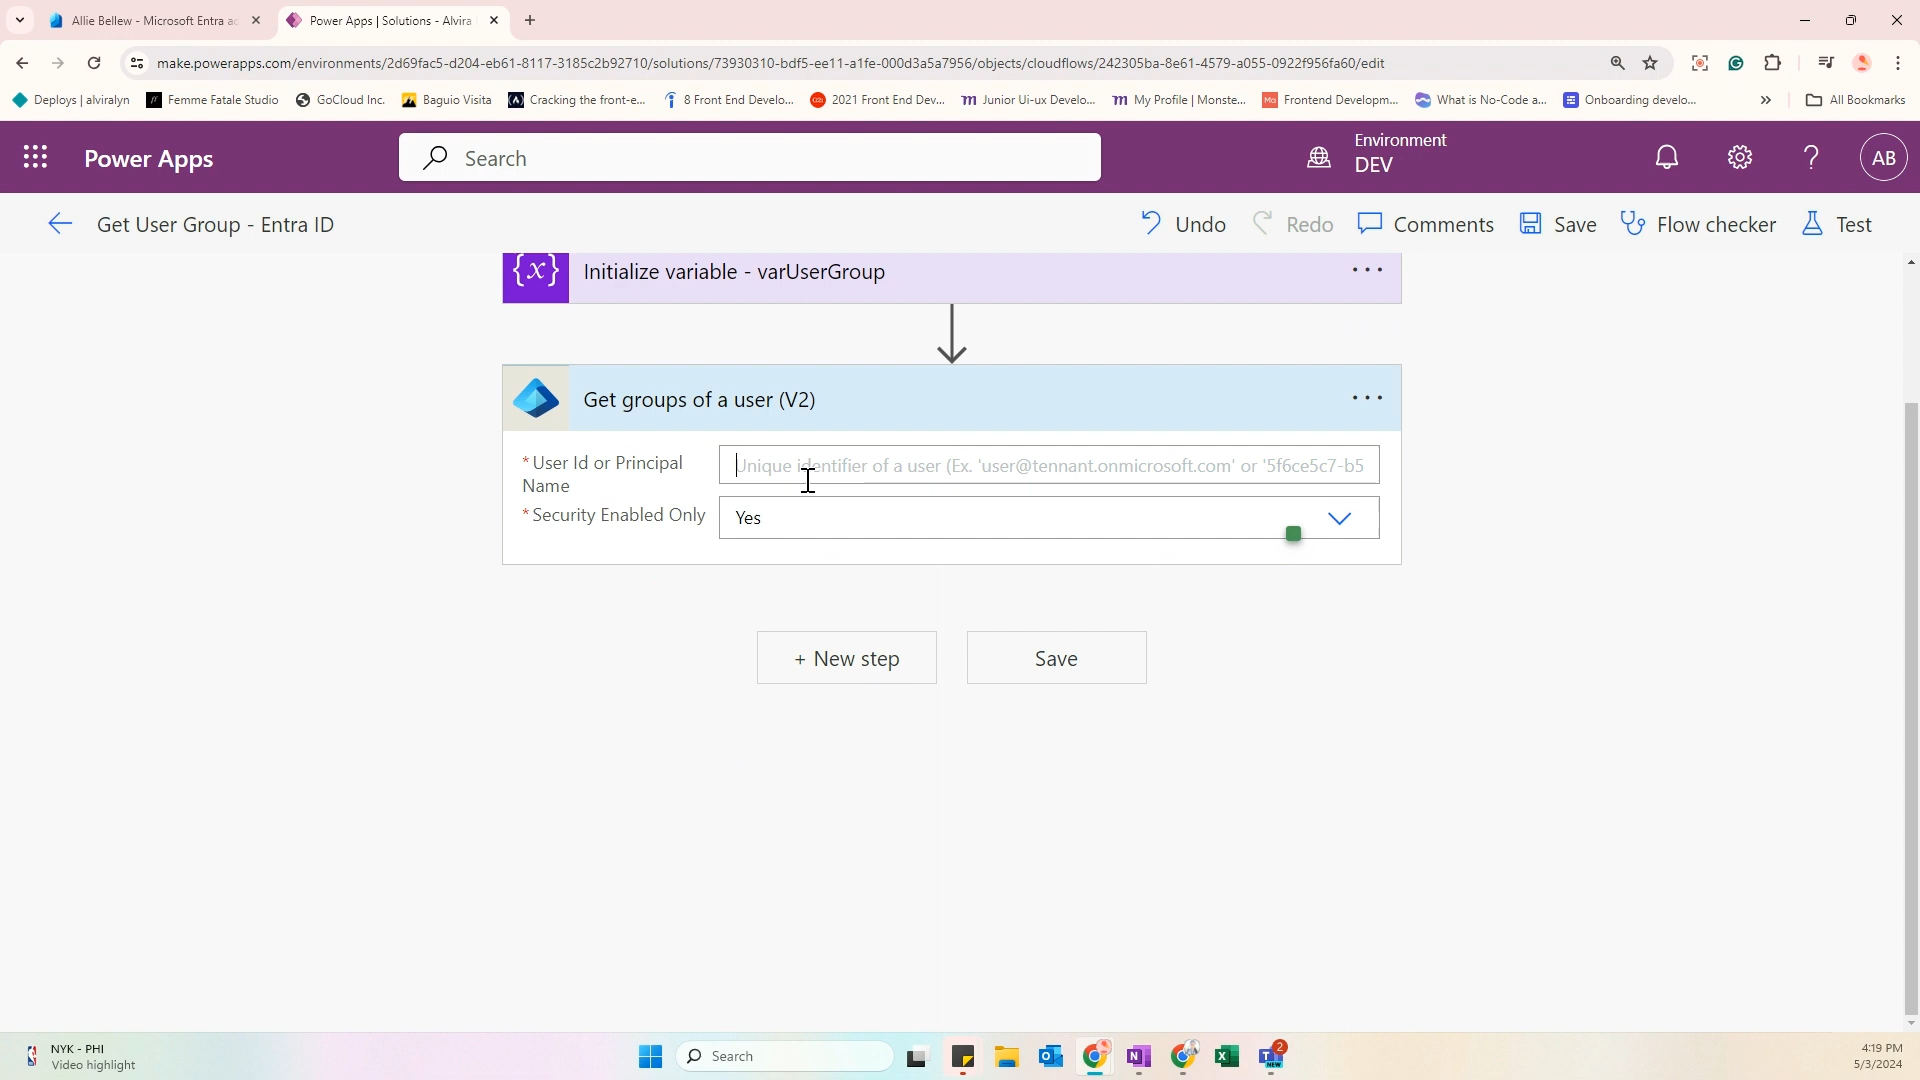 Allie Bellew - Microsoft Entra ad
Power Apps | Solutions - Alvira
make.powerapps.com/environments/2d69fac5-d204-eb61-8117-3185c2b92710/solutions/73930310-bdf5-ee11-a1fe-000d3a5a7956/objects/cloudflows/242305ba-8e61-4579-a055-0922f956fa60/edit
Deploys | alviralyn
Femme Fatale Studio
GoCloud Inc.
Baguio Visita
Cracking the front-e...
8 Front End Develo...
2021 Front End Dev...
Junior Ui-ux Develo...
My Profile | Monste...
Frontend Developm...
What is No-Code a...
Onboarding develo...
All Bookmarks
Power Apps
Search
Environment
DEV
AB
Get User Group - Entra ID
Undo
Redo
Comments
Save
Flow checker
Test
{x}
Initialize variable - varUserGroup
...
Get groups of a user (V2)
...
*User Id or Principal
Name
Unique identifier of a user (Ex. 'user@tennant.onmicrosoft.com' or '5f6ce5c7-b5
*Security Enabled Only
Yes
+ New step
Save
NYK - PHI
Video highlight
Search
2
NEW
4:19 PM
5/3/2024